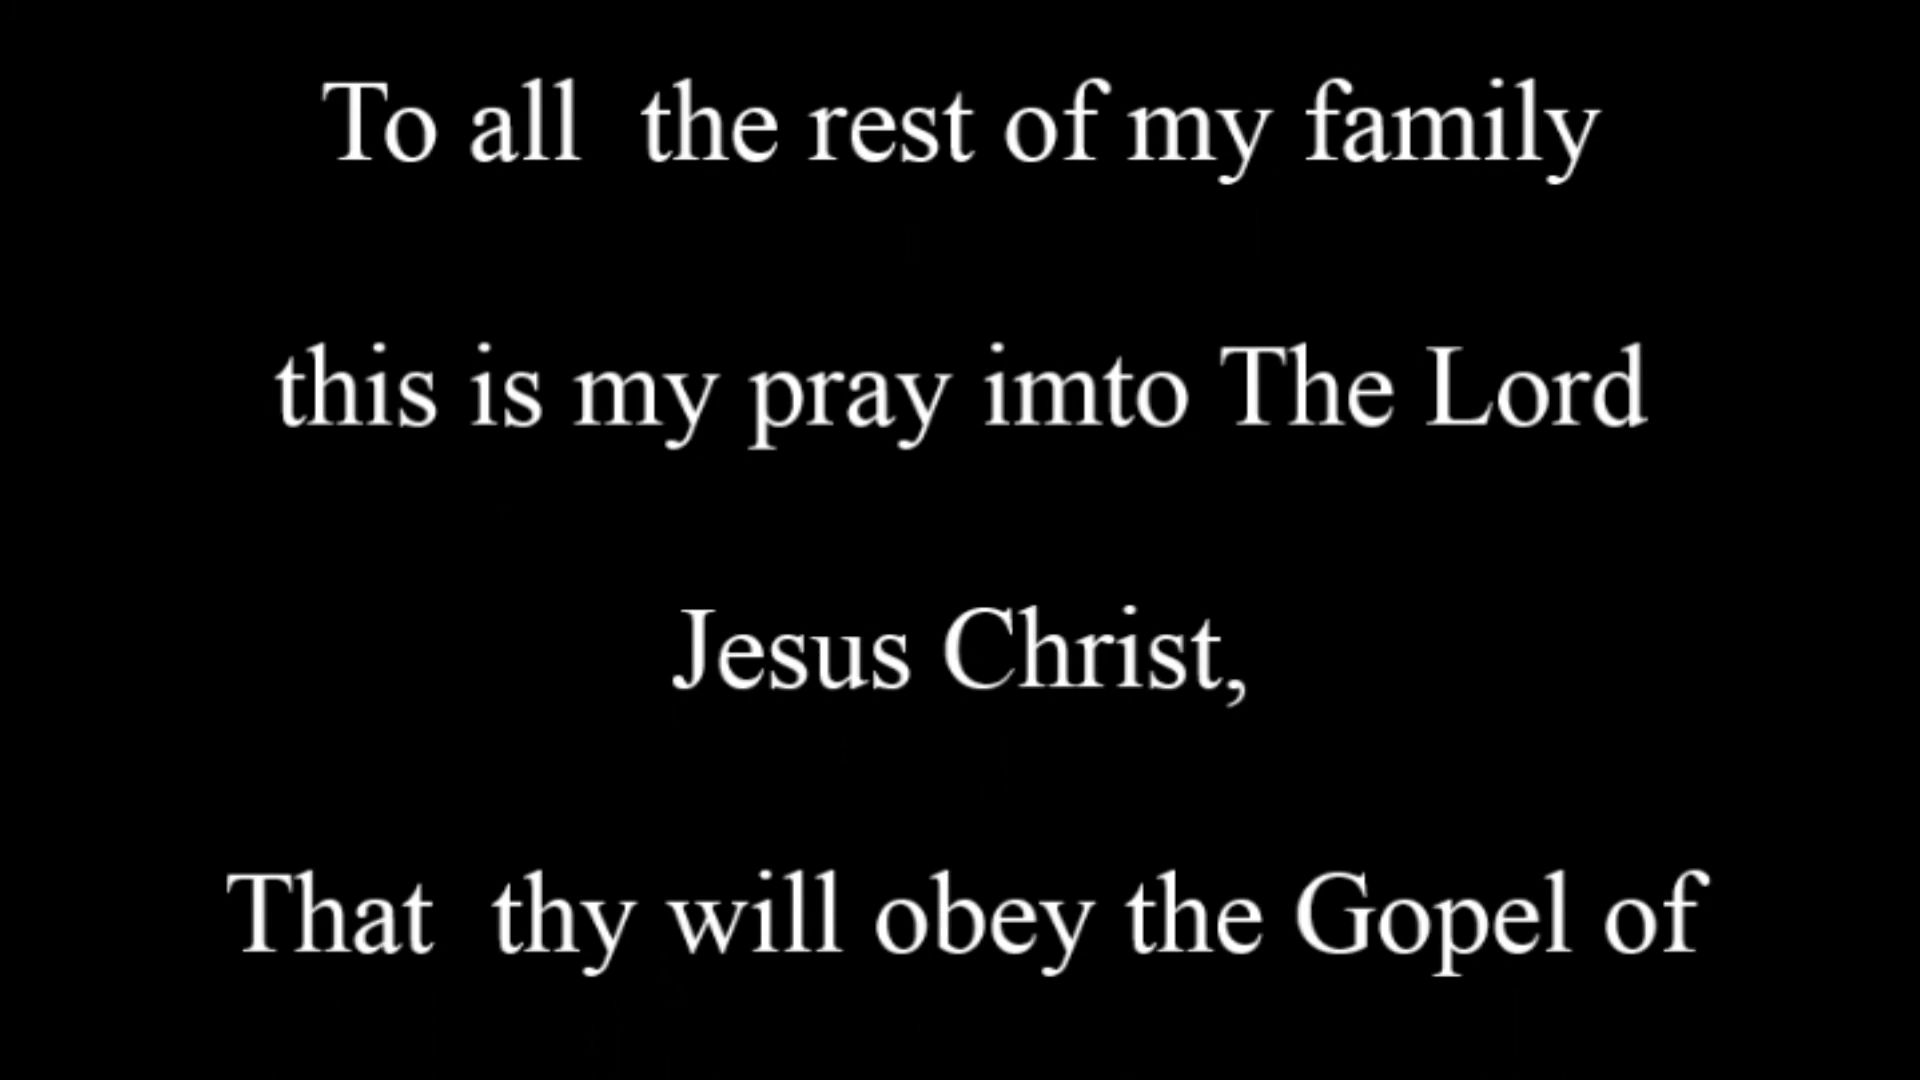 To all  the rest of my family
this is my pray imto The Lord
Jesus Christ,
That  thy will obey the Gopel of